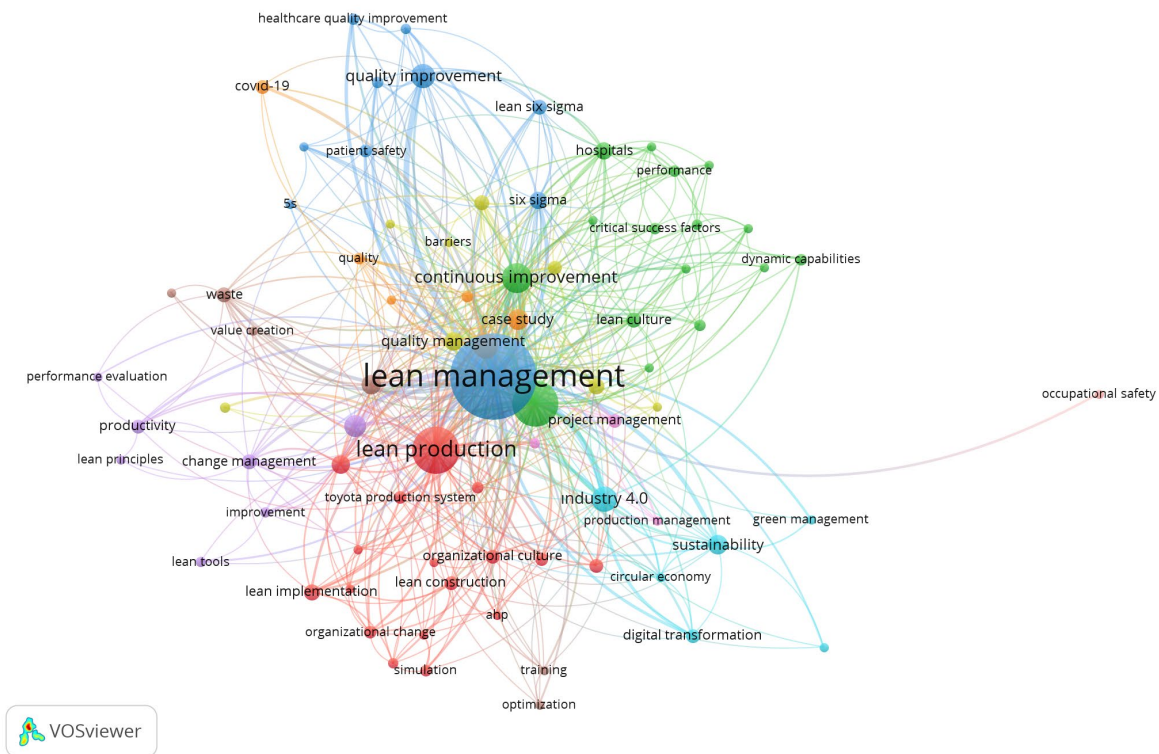 healthcare quality improvement
quality improvement
covid-19
lean six sigma
patient safety
hospitals
performance
5s
six sigma
critical success factors
barriers
quality
dynamic capabilities
continuous improvement
waste
case study
lean culture
value creation
quality management
lean management
performance evaluation
occupational safety
productivity
project management
lean production
lean principles
change management
toyota production system
industry 4.0
improvement
production management
green management
sustainability
organizational culture
lean tools
circular economy
lean construction
lean implementation
ahp
organizational change
digital transformation
simulation
training
optimization
VOSviewer